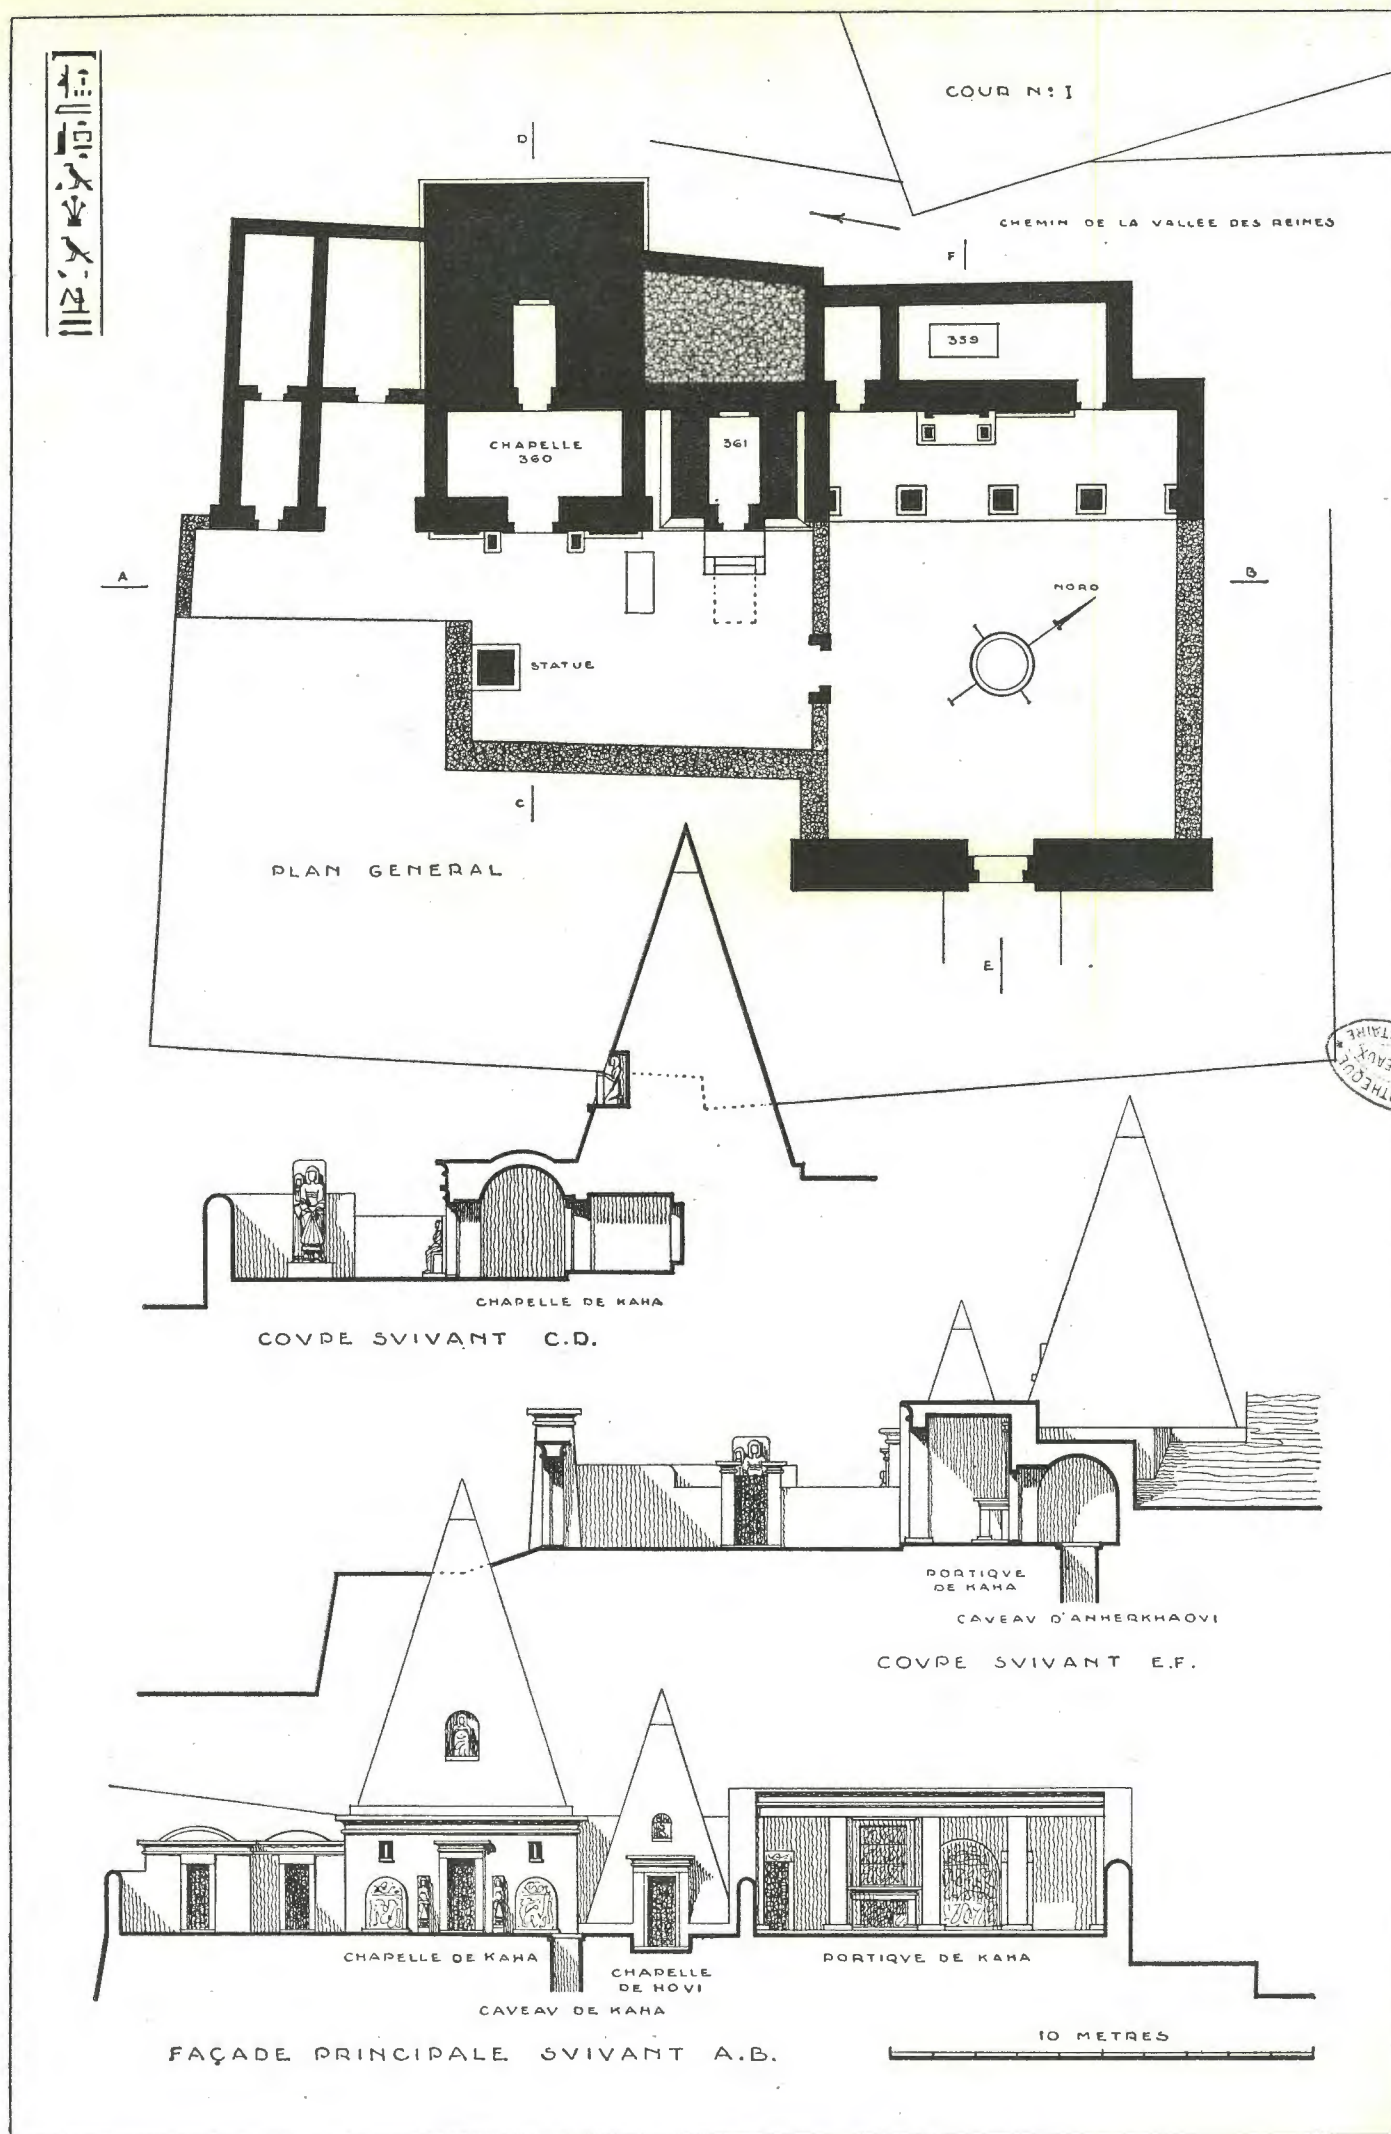 COUR N: I
D
CHEMIN DE LA VALLEE DES REINES
F
359
CHAPELLE
360
361
A
B
NORD
STATUE
C
PLAN GENERAL
E
CHAPELLE DE KAHA
COVPE SVIVANT C.D.
PORTIQVE
DE KAHA
CAVEAV D'ANHERKHAOVI
COVPE SVIVANT E.F.
CHAPELLE DE KAHA
CHAPELLE
DE HOVI
PORTIQVE DE KAHA
CAVEAV DE KAHA
10 METRES
FAÇADE PRINCIPALE SVIVANT A.B.